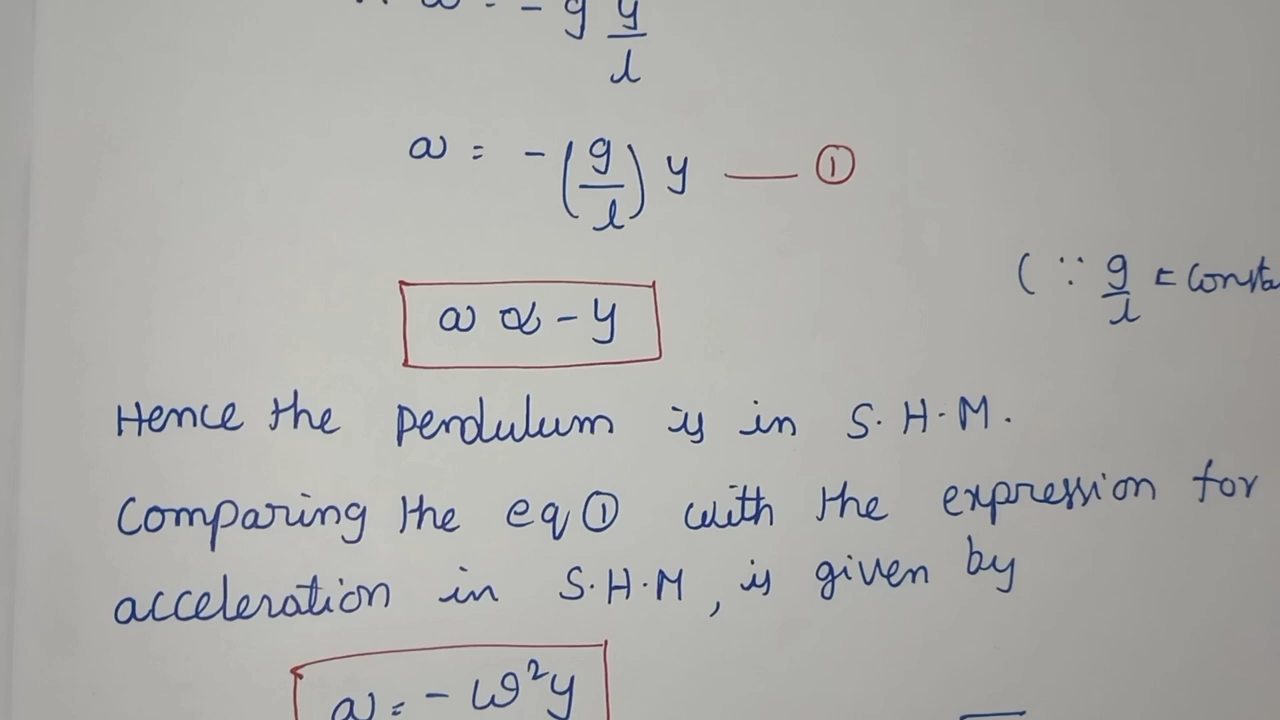 = - g y/l
a = -(g/l) y — ①
(∵ g/l = Consta
a ∝ - y
Hence the pendulum is in S.H.M.
Comparing the eq ① with the expression for
acceleration in S.H.M, is given by
a = - ω²y